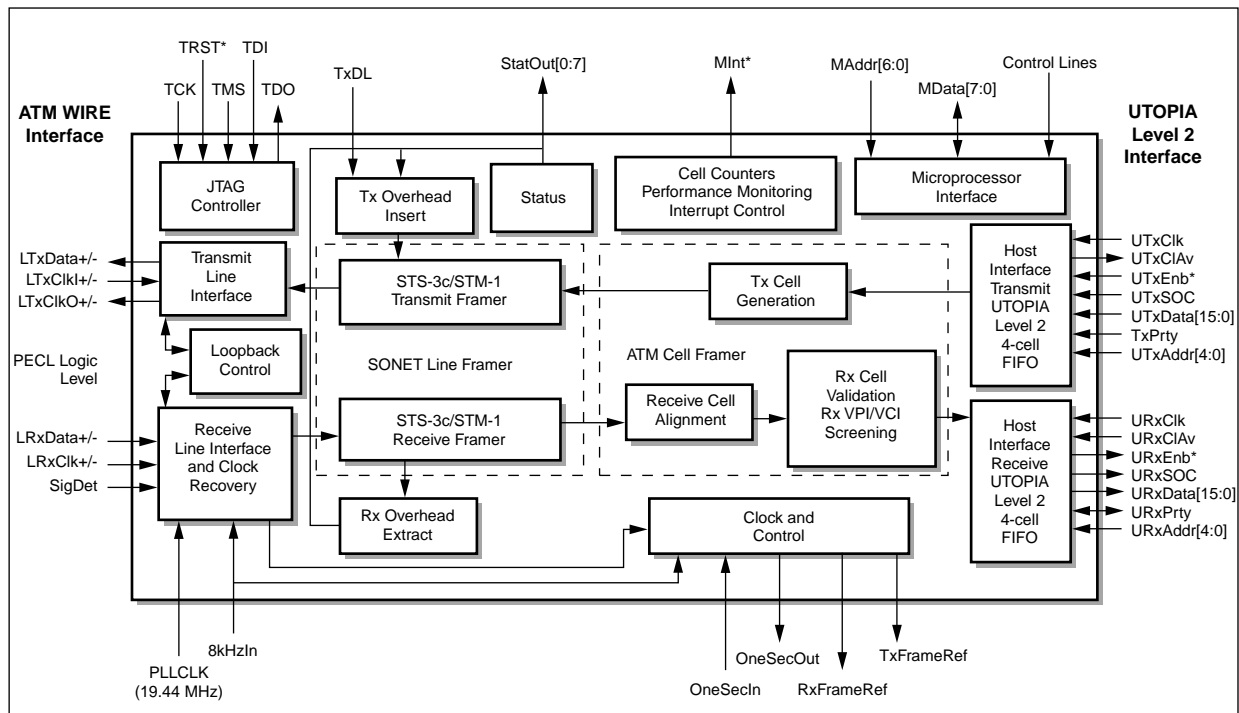 TRST*
TDI
TCK
TMS
TDO
TxDL
StatOut[0:7]
MInt*
MAddr[6:0]
MData[7:0]
Control Lines
ATM WIRE
Interface
UTOPIA
Level 2
Interface
JTAG
Controller
Tx Overhead
Insert
Status
Cell Counters
Performance Monitoring
Interrupt Control
Microprocessor
Interface
LTxData+/-
LTxClkI+/-
LTxClkO+/-
Transmit
Line
Interface
STS-3c/STM-1
Transmit Framer
Tx Cell
Generation
Host
Interface
Transmit
UTOPIA
Level 2
4-cell
FIFO
UTxClk
UTxClAv
UTxEnb*
UTxSOC
UTxData[15:0]
TxPrty
UTxAddr[4:0]
PECL Logic
Level
Loopback
Control
SONET Line Framer
ATM Cell Framer
Receive Cell
Alignment
Rx Cell
Validation
Rx VPI/VCI
Screening
LRxData+/-
LRxClk+/-
SigDet
Receive
Line Interface
and Clock
Recovery
STS-3c/STM-1
Receive Framer
Host
Interface
Receive
UTOPIA
Level 2
4-cell
FIFO
URxClk
URxClAv
URxEnb*
URxSOC
URxData[15:0]
URxPrty
URxAddr[4:0]
Rx Overhead
Extract
Clock and
Control
PLLCLK
(19.44 MHz)
8kHzIn
OneSecIn
OneSecOut
RxFrameRef
TxFrameRef